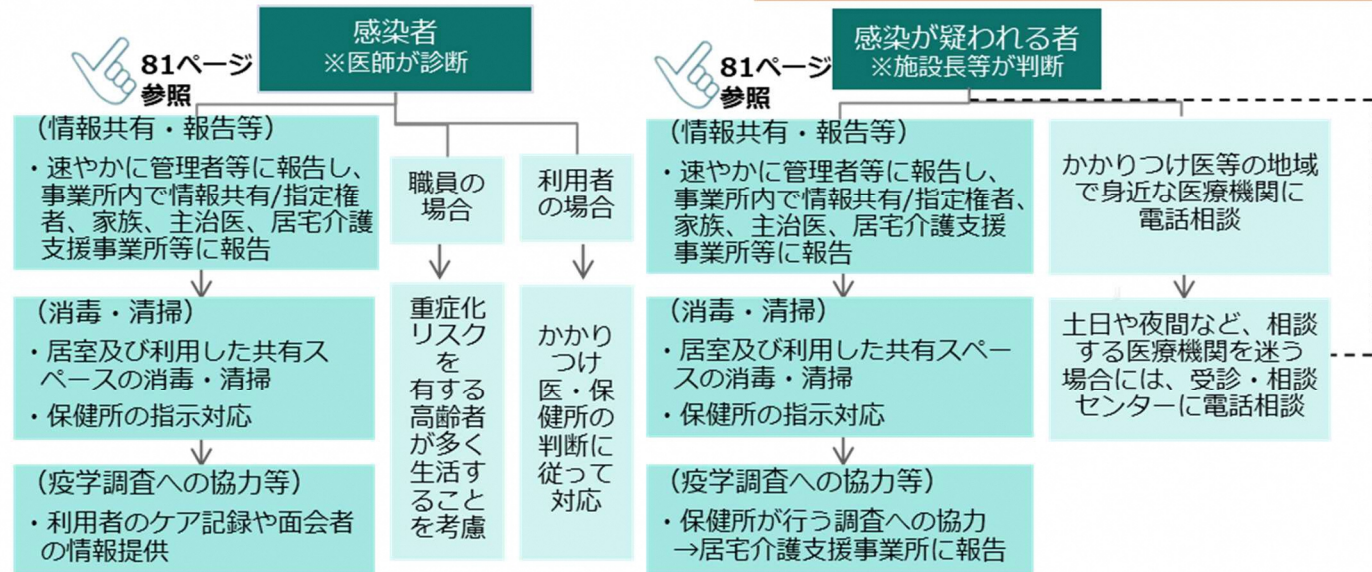 感染者
※医師が診断
81ページ
参照
(情報共有・報告等)
・速やかに管理者等に報告し、
事業所内で情報共有/指定権
者、家族、主治医、居宅介護
支援事業所等に報告
(消毒・清掃)
・居室及び利用した共有ス
ペースの消毒・清掃
・保健所の指示対応
(疫学調査への協力等)
・利用者のケア記録や面会者
の情報提供
職員の
場合
重症化
リスク
を
有する
高齢者
が多く
生活す
ること
を考慮
利用者
の場合
かかり
つけ
医・保
健所の
判断に
従って
対応
感染が疑われる者
※施設長等が判断
81ページ
参照
(情報共有・報告等)
・速やかに管理者等に報告し、
事業所内で情報共有/指定権者、
家族、主治医、居宅介護支援
事業所等に報告
(消毒・清掃)
・居室及び利用した共有スペー
スの消毒・清掃
・保健所の指示対応
(疫学調査への協力等)
・保健所が行う調査への協力
→居宅介護支援事業所に報告
かかりつけ医等の地域
で身近な医療機関に
電話相談
土日や夜間など、相談
する医療機関を迷う
場合には、受診・相談
センターに電話相談